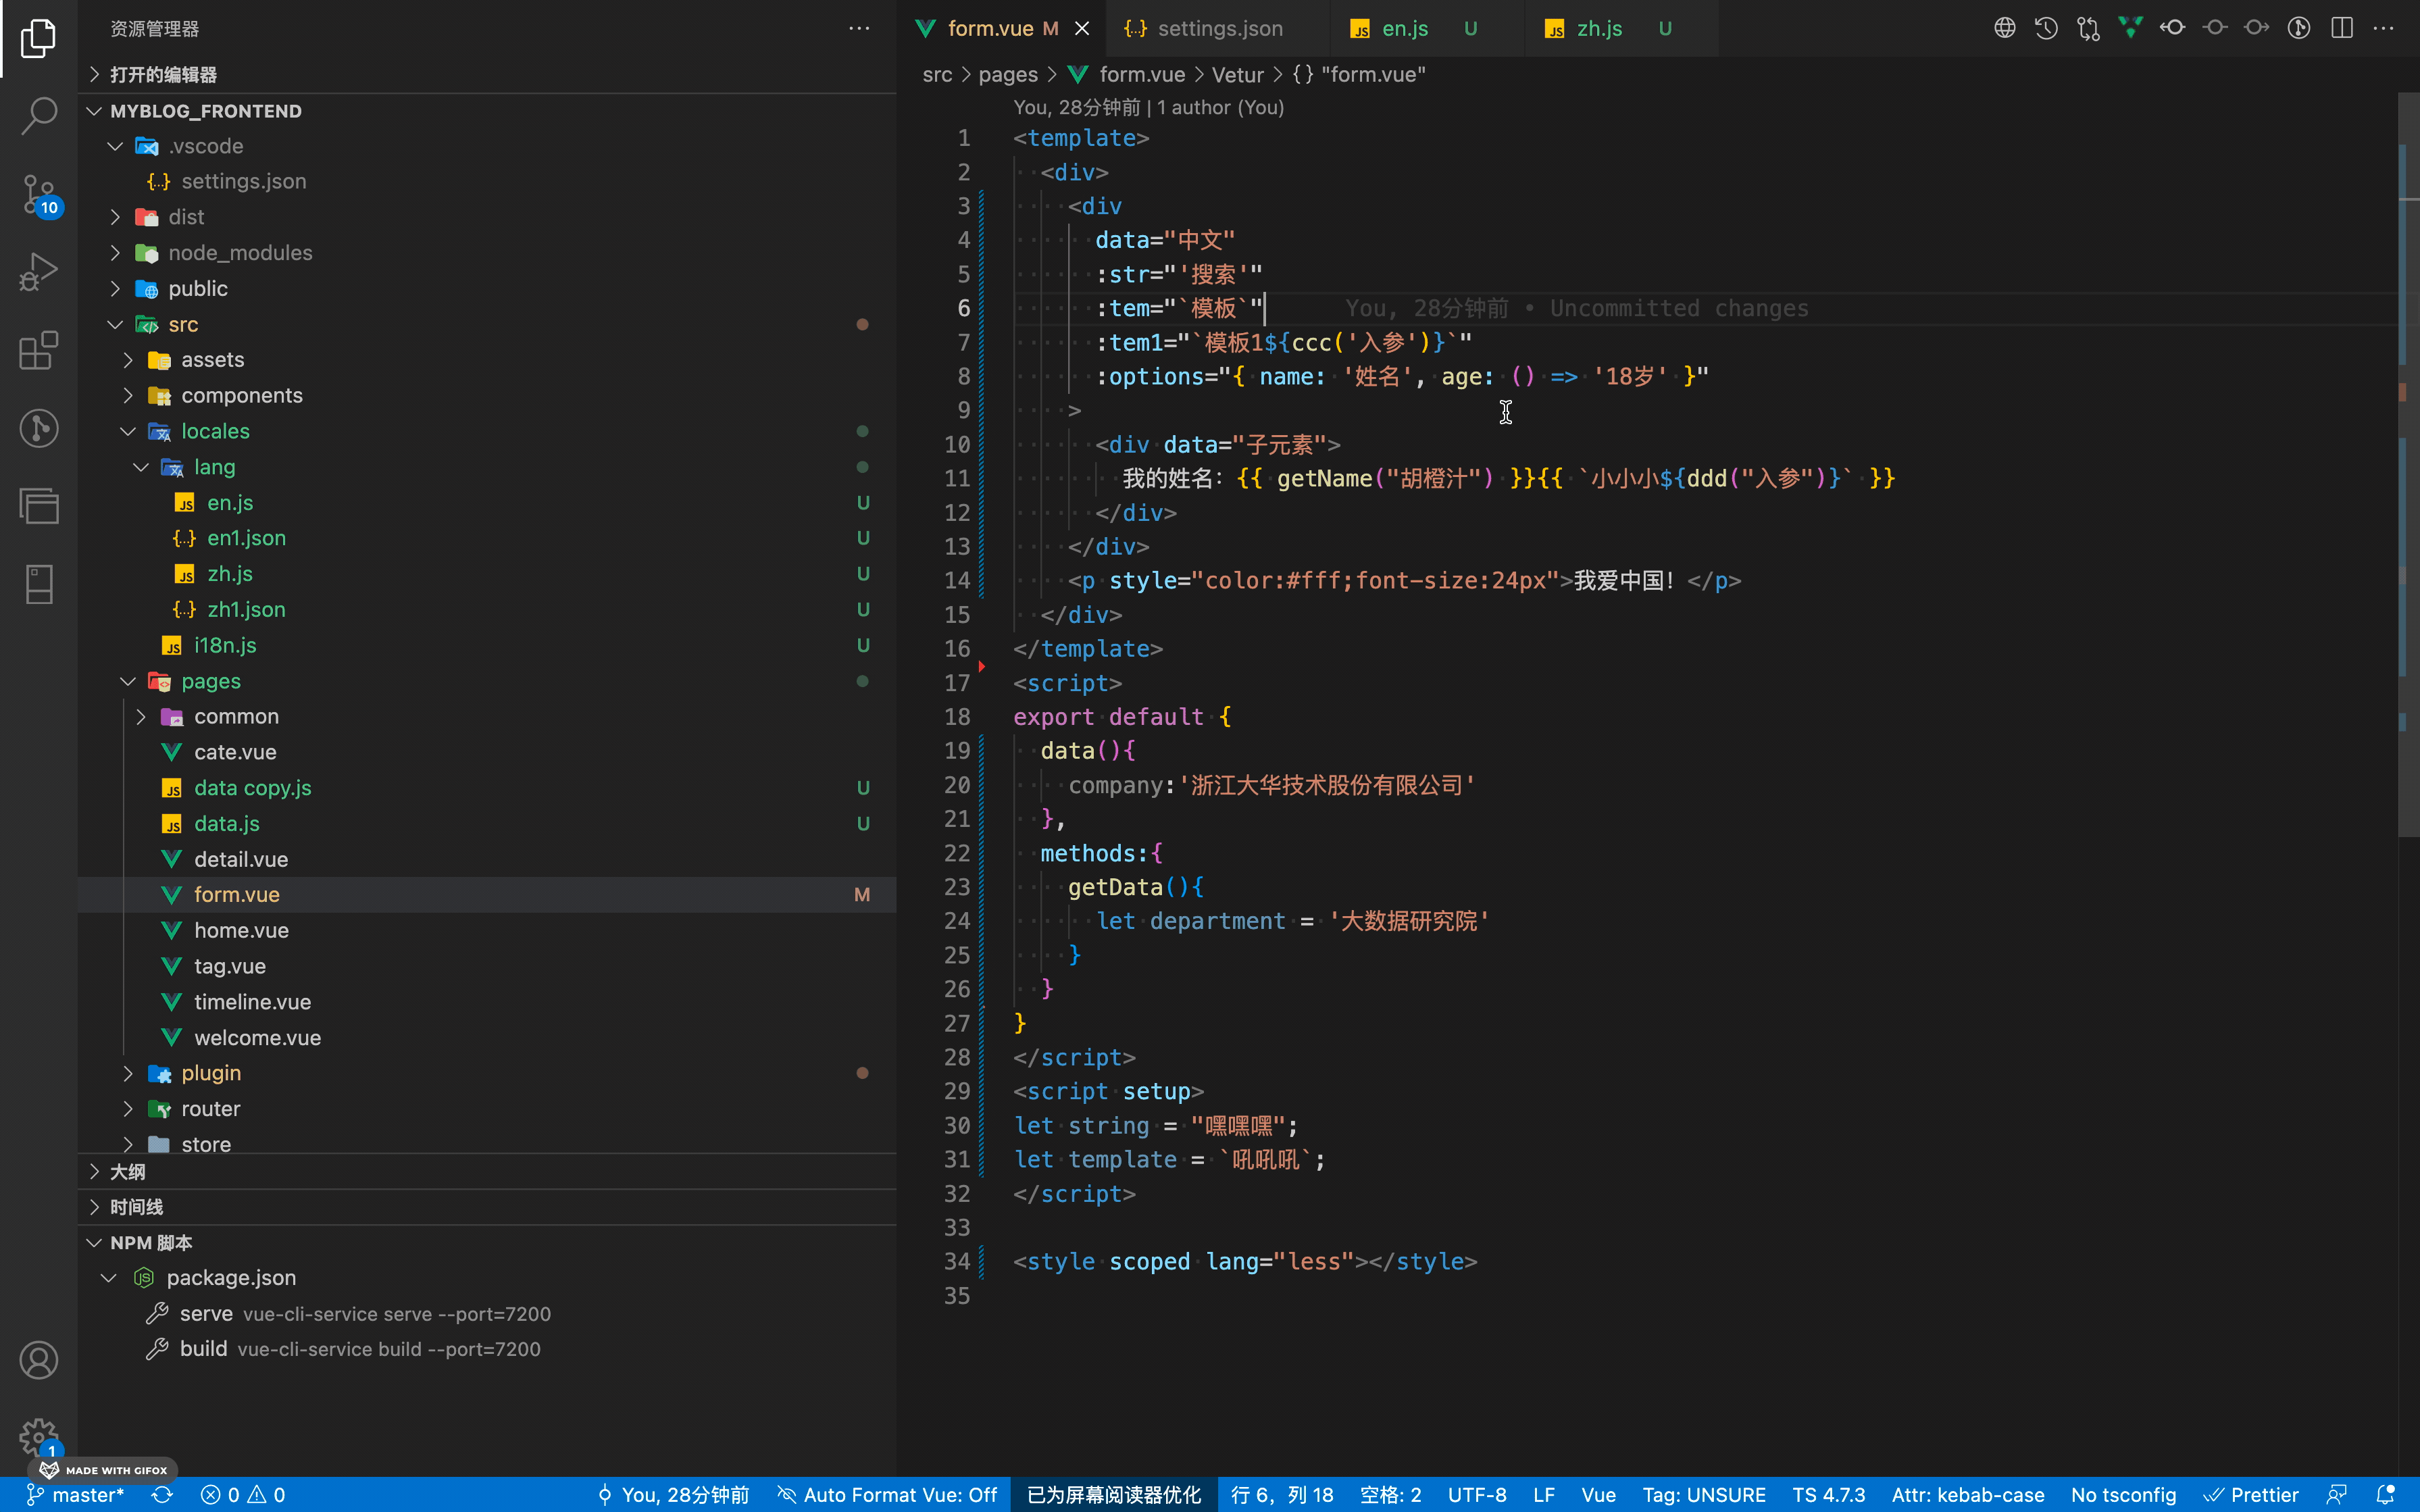 资源管理器
打开的编辑器
MYBLOG_FRONTEND
.vscode
settings.json
dist
node_modules
public
src
assets
components
locales
lang
en.js U
en1.json U
zh.js U
zh1.json U
i18n.js U
pages
common
cate.vue
data copy.js U
data.js U
detail.vue
form.vue M
home.vue
tag.vue
timeline.vue
welcome.vue
plugin
router
store
大纲
时间线
NPM 脚本
package.json
serve vue-cli-service serve --port=7200
build vue-cli-service build --port=7200
10
1
MADE WITH GIFOX
form.vue M
settings.json
en.js U
zh.js U
src > pages > form.vue > Vetur > {} "form.vue"
You, 28分钟前 | 1 author (You)
1 <template>
2 <div>
3 <div
4 data="中文"
5 :str="'搜索'"
6 :tem="`模板`" You, 28分钟前 • Uncommitted changes
7 :tem1="`模板1${ccc('入参')}`"
8 :options="{ name: '姓名', age: () => '18岁' }"
9 >
10 <div data="子元素">
11 我的姓名：{{ getName("胡橙汁") }}{{ `小小小${ddd("入参")}` }}
12 </div>
13 </div>
14 <p style="color:#fff;font-size:24px">我爱中国！</p>
15 </div>
16 </template>
17 <script>
18 export default {
19 data(){
20 company:'浙江大华技术股份有限公司'
21 },
22 methods:{
23 getData(){
24 let department = '大数据研究院'
25 }
26 }
27 }
28 </script>
29 <script setup>
30 let string = "嘿嘿嘿";
31 let template = `吼吼吼`;
32 </script>
33
34 <style scoped lang="less"></style>
35
master* 0 0 You, 28分钟前 Auto Format Vue: Off 已为屏幕阅读器优化 行 6，列 18 空格: 2 UTF-8 LF Vue Tag: UNSURE TS 4.7.3 Attr: kebab-case No tsconfig Prettier